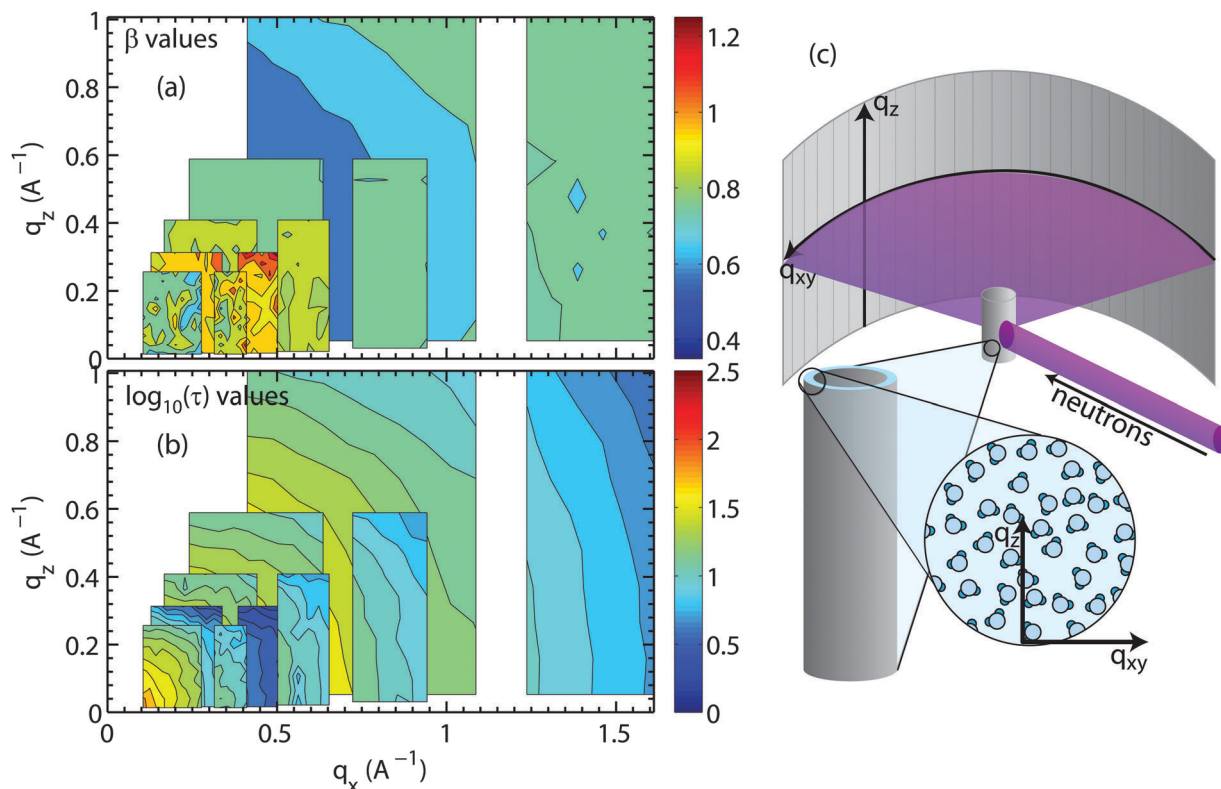 1
β values
(a)
0.8
0.6
0.4
0.2
0
q_z (A⁻¹)
1.2
1
0.8
0.6
0.4
log₁₀(τ) values
(b)
1
0.8
0.6
0.4
0.2
0
q_z (A⁻¹)
0
0.5
1
1.5
q_x (A⁻¹)
2.5
2
1.5
1
0.5
0
(c)
q_z
q_xy
neutrons
q_z
q_xy